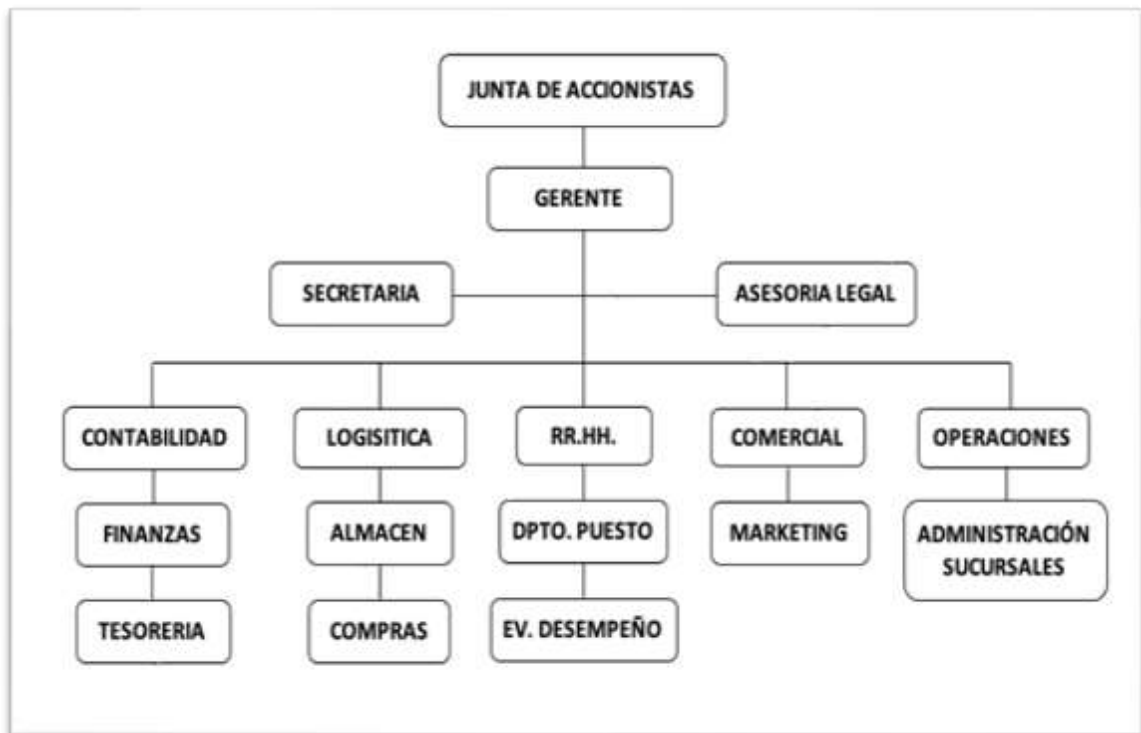 JUNTA DE ACCIONISTAS
GERENTE
SECRETARIA
ASESORIA LEGAL
CONTABILIDAD
LOGISITICA
RR.HH.
COMERCIAL
OPERACIONES
FINANZAS
ALMACEN
DPTO. PUESTO
MARKETING
ADMINISTRACIÓN
SUCURSALES
TESORERIA
COMPRAS
EV. DESEMPEÑO